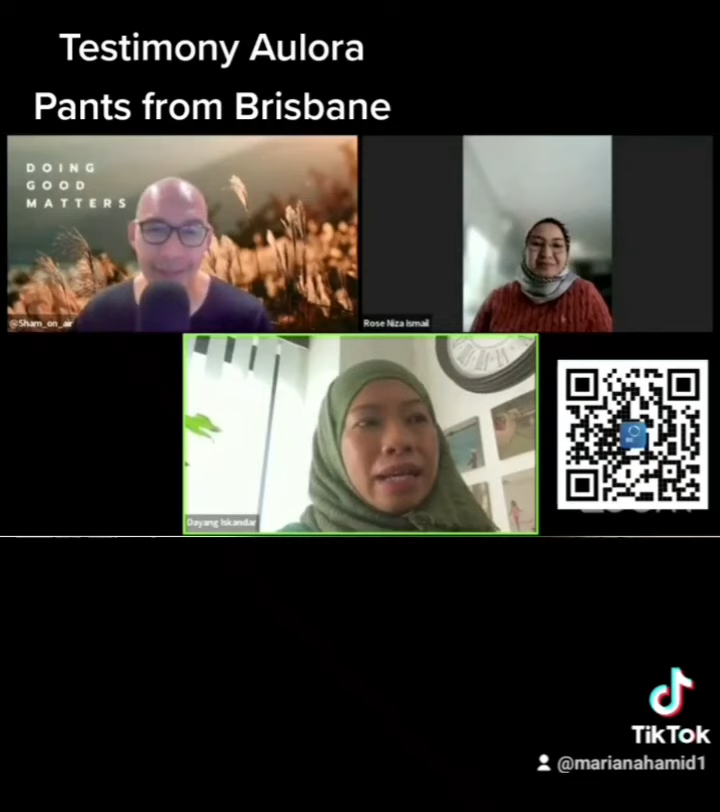 Testimony Aulora
Pants from Brisbane
DOING
GOOD
MATTERS
@Sham_on_air
Rose Niza Ismail
Dayang Iskandar
TikTok
@marianahamid1